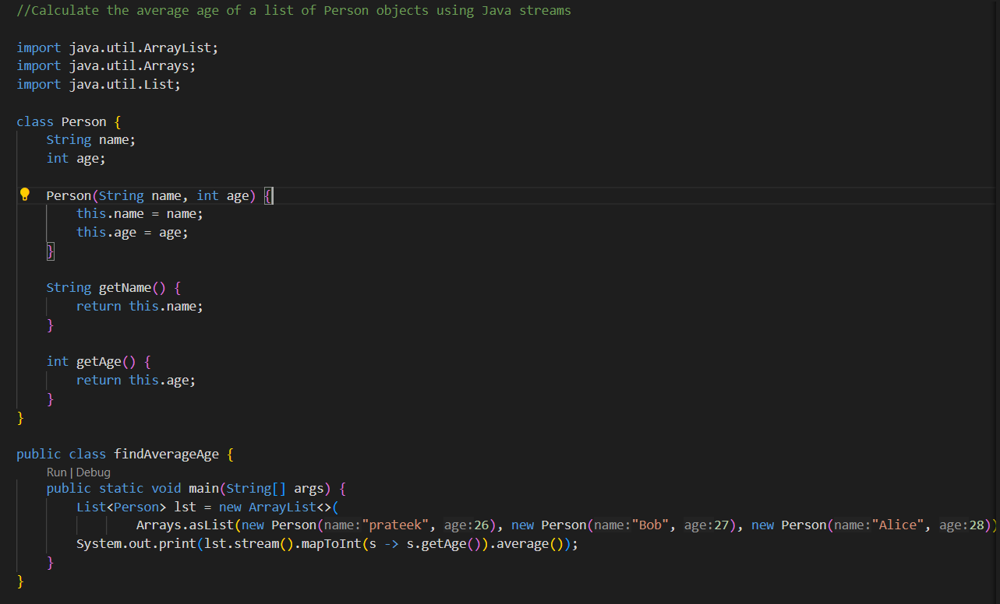 //Calculate the average age of a list of Person objects using Java streams
import java.util.ArrayList;
import java.util.Arrays;
import java.util.List;
class Person {
String name;
int age;
Person(String name, int age) {
this.name = name;
this.age = age;
}
String getName() {
return this.name;
}
int getAge() {
return this.age;
}
}
public class findAverageAge {
Run | Debug
public static void main(String[] args) {
List<Person> lst = new ArrayList<>(
Arrays.asList(new Person(name:"prateek", age:26), new Person(name:"Bob", age:27), new Person(name:"Alice", age:28))
System.out.print(lst.stream().mapToInt(s -> s.getAge()).average());
}
}